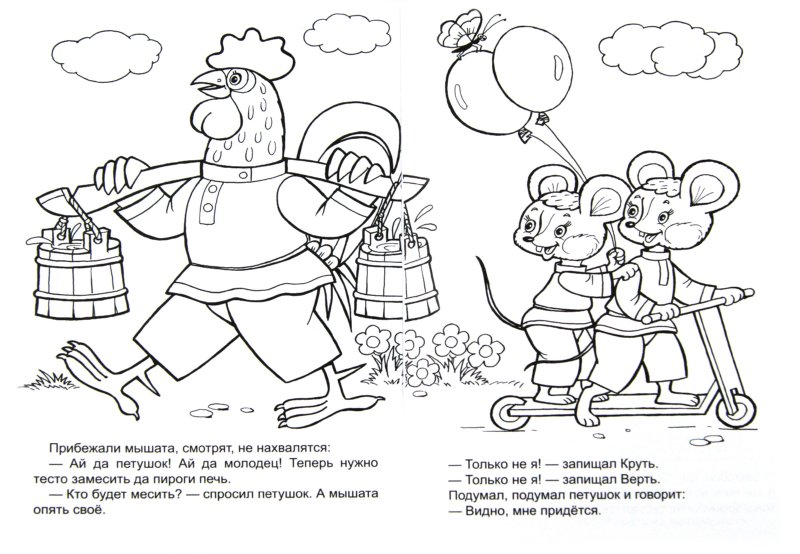 Прибежали мышата, смотрят, не нахвалятся:
— Ай да петушок! Ай да молодец! Теперь нужно
тесто замесить да пироги печь.
— Кто будет месить? — спросил петушок. А мышата
опять своё.
— Только не я! — запищал Круть.
— Только не я! — запищал Верть.
Подумал, подумал петушок и говорит:
— Видно, мне придётся.